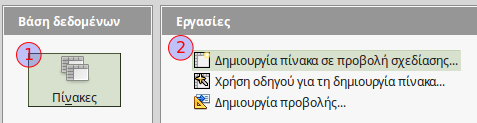 Βάση δεδομένων
1
Πίνακες
Εργασίες
2
Δημιουργία πίνακα σε προβολή σχεδίασης...
Χρήση οδηγού για τη δημιουργία πίνακα...
Δημιουργία προβολής...